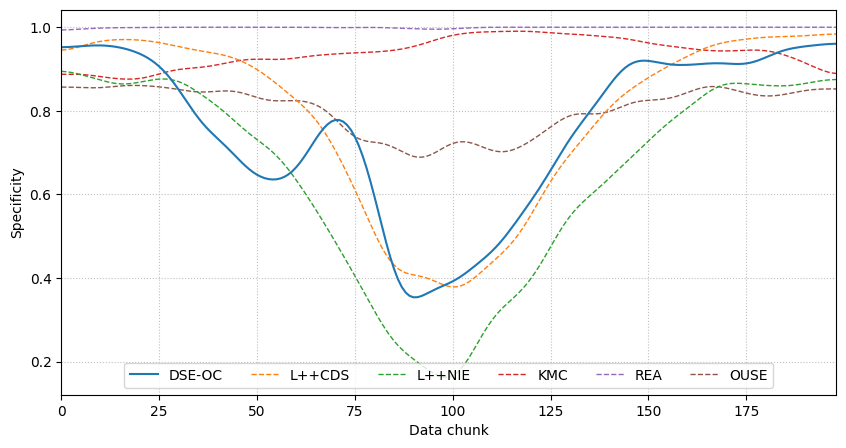 1.0
0.8
0.6
0.4
0.2
Specificity
DSE-OC L++CDS L++NIE KMC REA OUSE
0 25 50 75 100 125 150 175
Data chunk